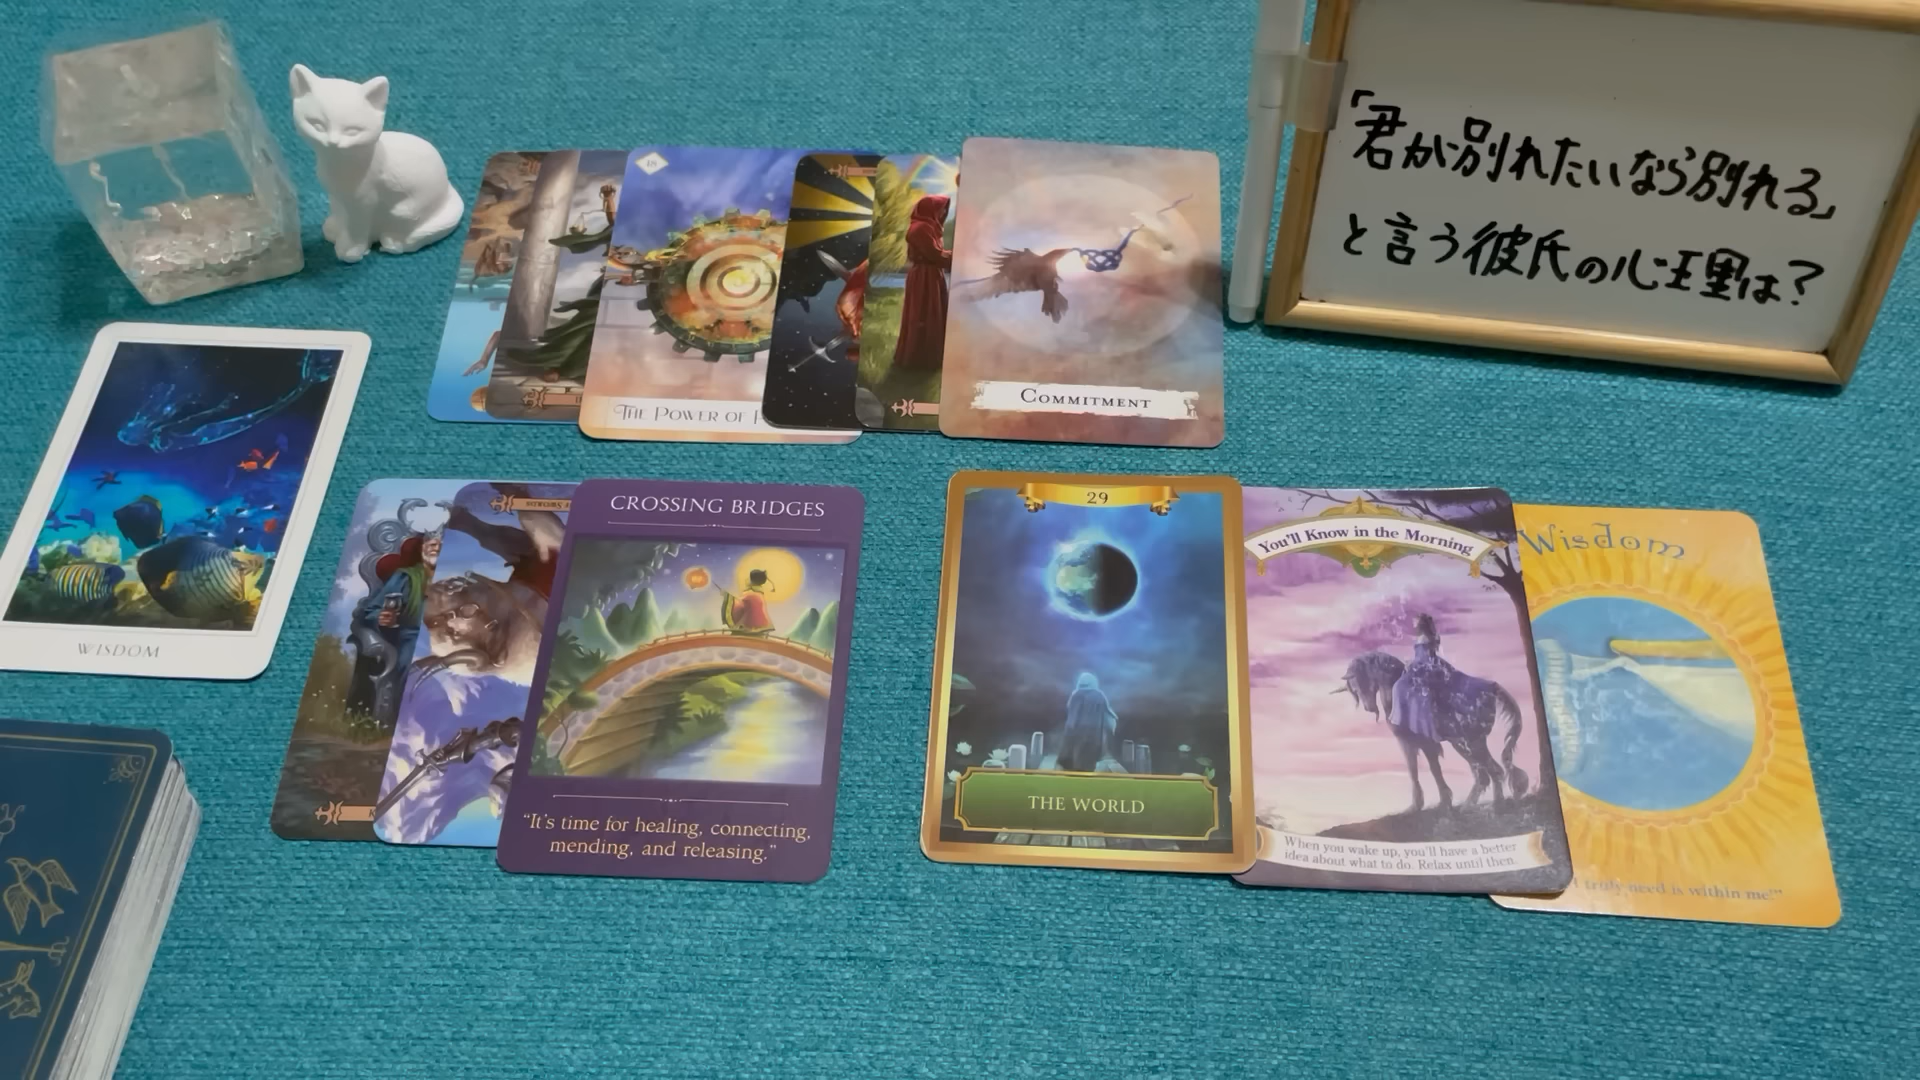 「君が別れたいなら別れる」
と言う彼氏の心理は?
18
THE POWER OF
COMMITMENT
WISDOM
CROSSING BRIDGES
"It's time for healing, connecting,
mending, and releasing."
29
THE WORLD
You'll Know in the Morning
When you wake up, you'll have a better
idea about what to do. Relax until then.
Wisdom
I truly need is within me!"